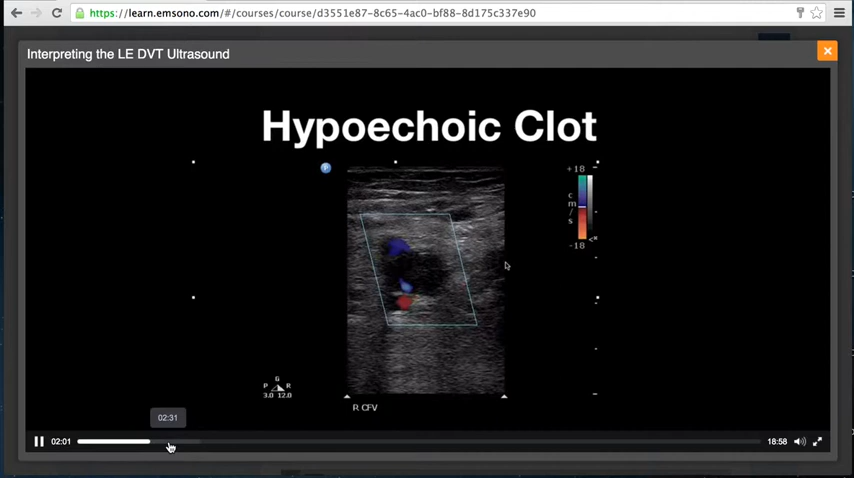 https://learn.emsono.com/#/courses/course/d3551e87-8c65-4ac0-bf88-8d175c337e90
Interpreting the LE DVT Ultrasound
Hypoechoic Clot
P
+18
c
m
/
s
-18
G
P R
3.0 12.0
R CFV
02:31
02:01
18:58